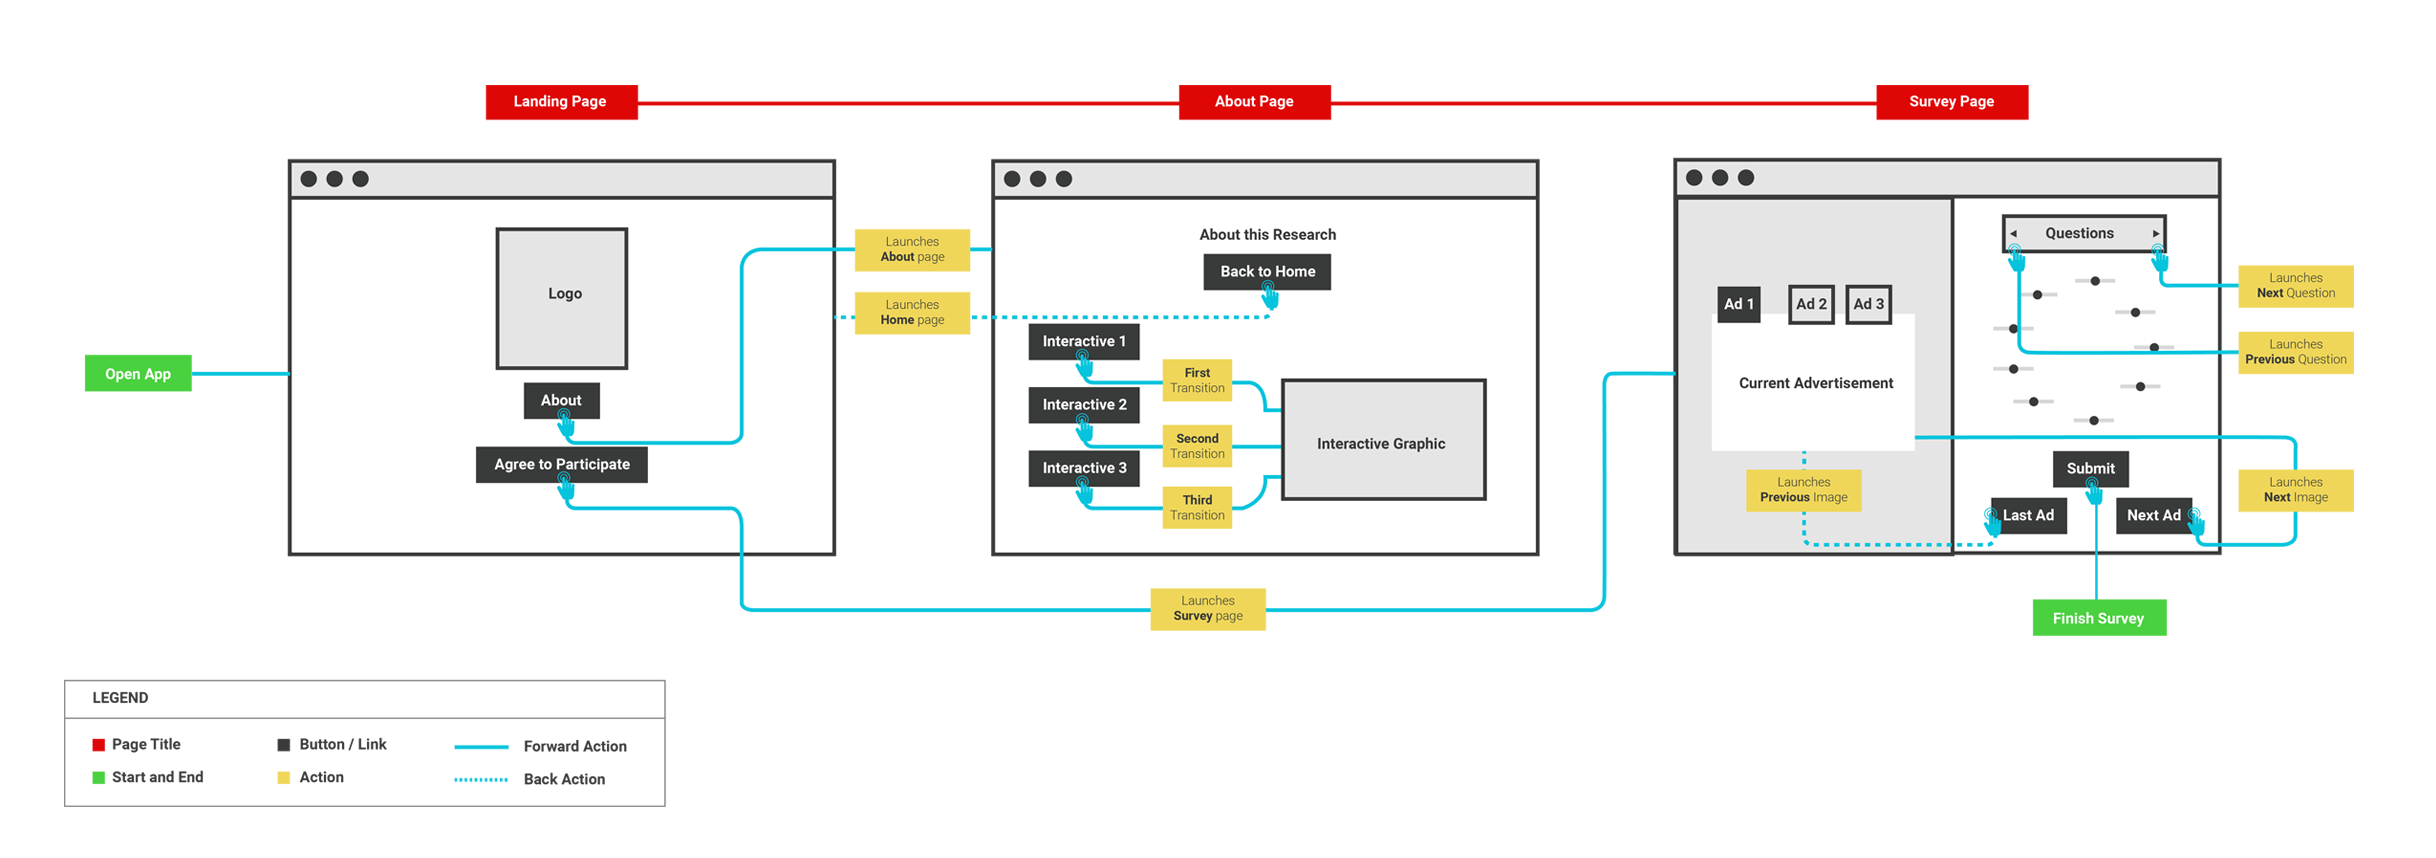 Landing Page
About Page
Survey Page
Logo
About
Agree to Participate
Open App
Launches
About page
Launches
Home page
About this Research
Back to Home
Interactive 1
Interactive 2
Interactive 3
First
Transition
Second
Transition
Third
Transition
Interactive Graphic
Launches
Survey page
Ad 1
Ad 2
Ad 3
Current Advertisement
Launches
Previous Image
Questions
Launches
Next Question
Launches
Previous Question
Submit
Last Ad
Next Ad
Launches
Next Image
Finish Survey
LEGEND
Page Title
Button / Link
Forward Action
Start and End
Action
Back Action